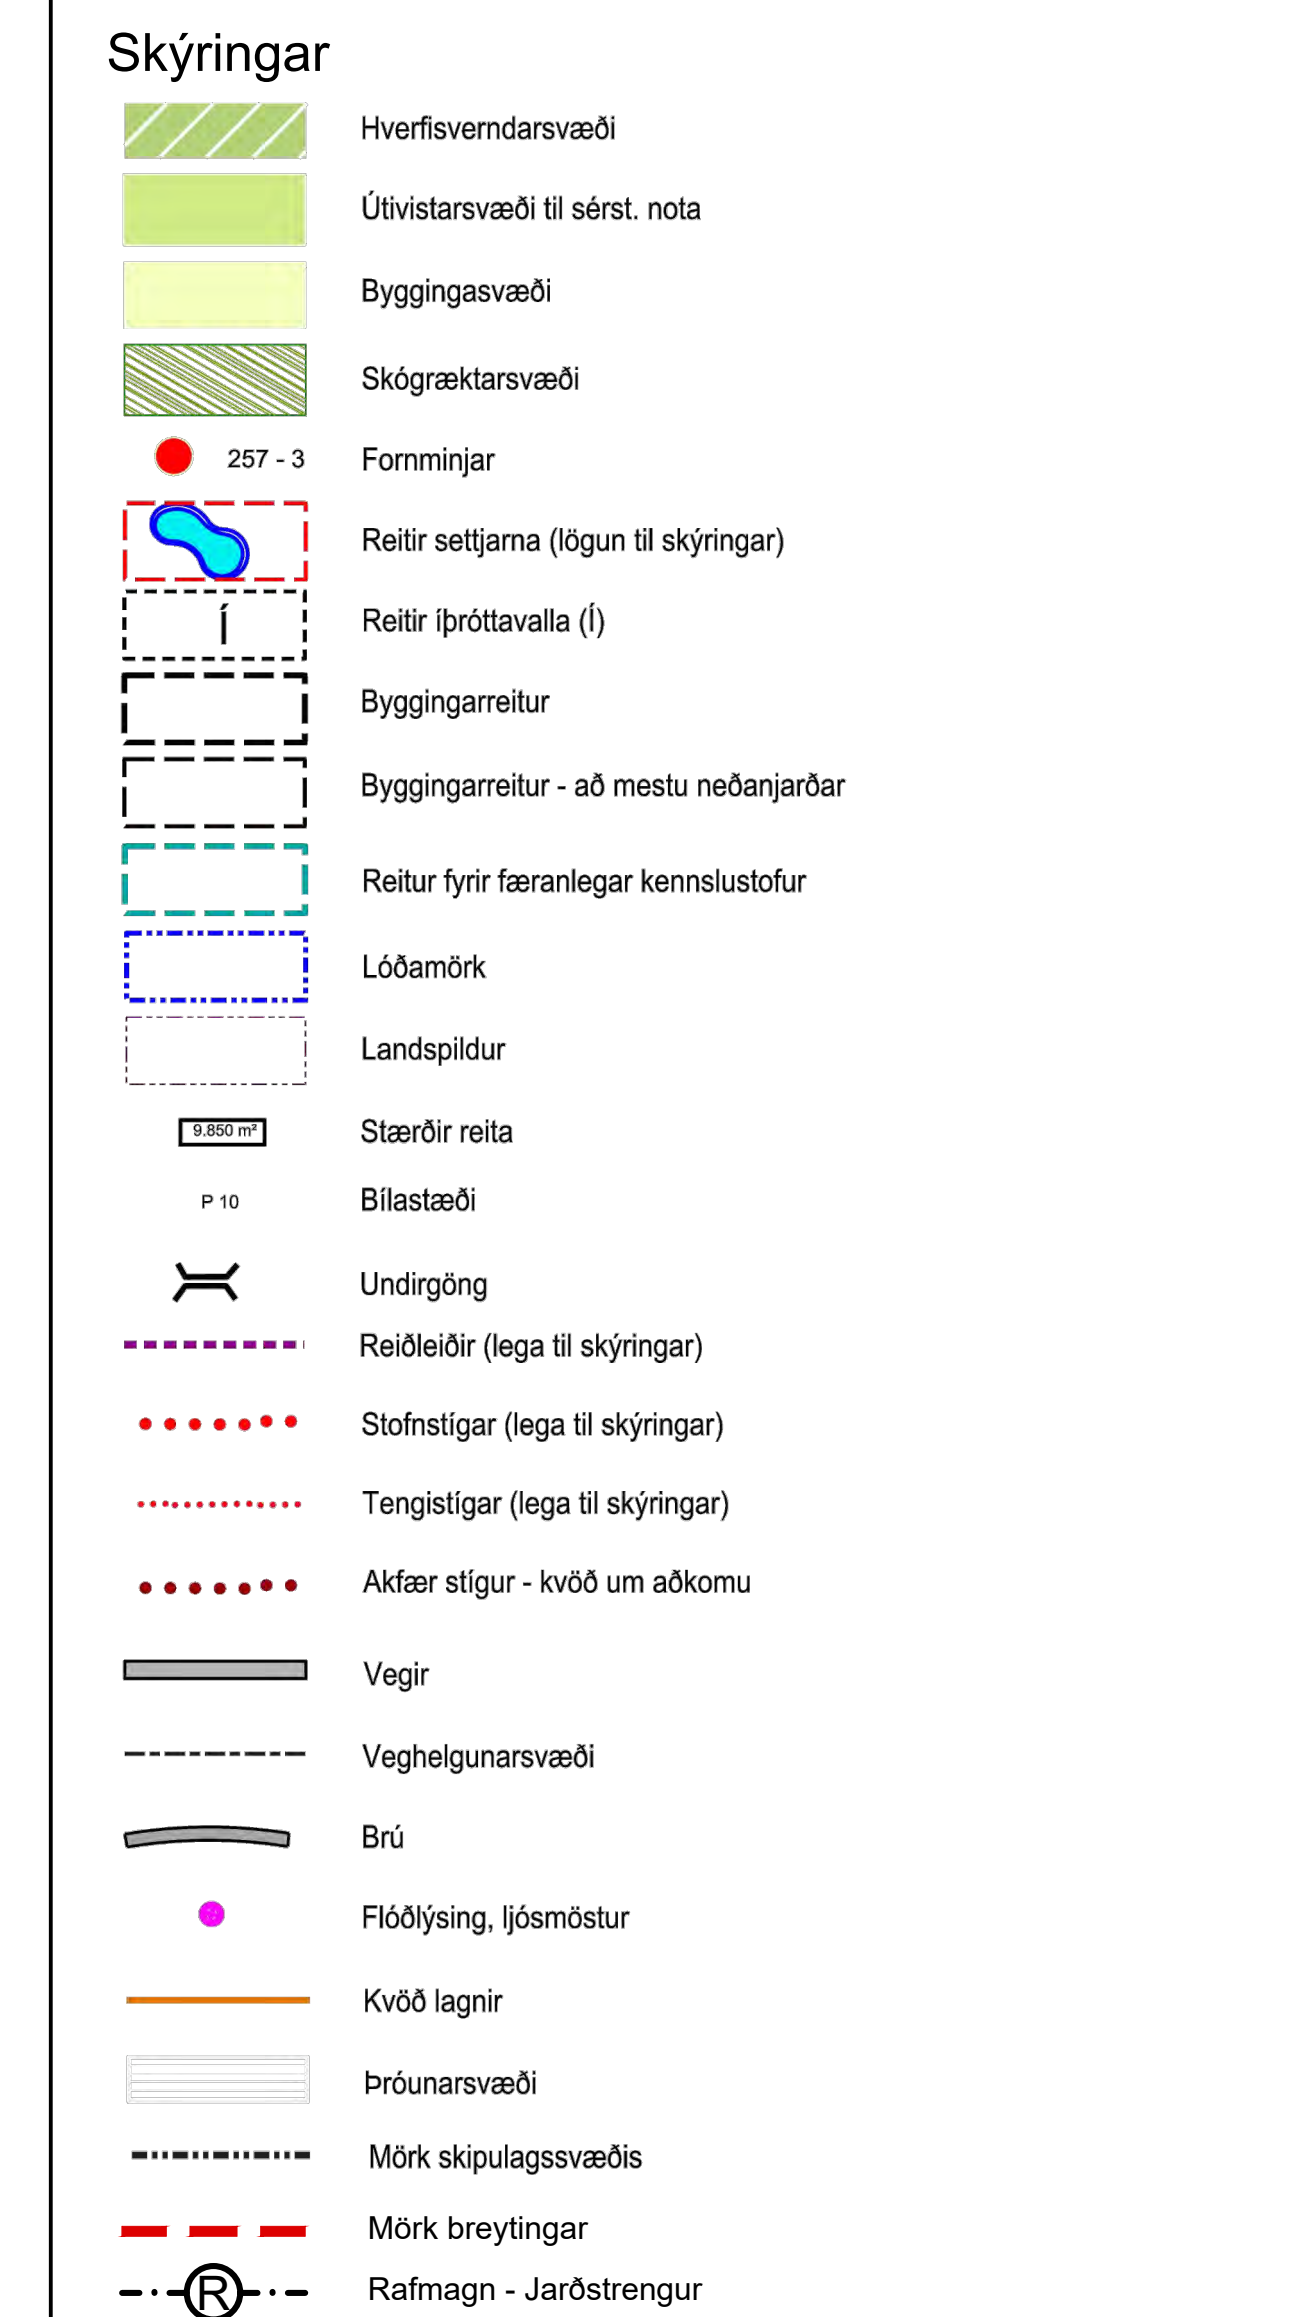 Skýringar
Hverfisverndarsvæði
Útivistarsvæði til sérst. nota
Byggingasvæði
Skógræktarsvæði
257 - 3 Fornminjar
Reitir settjarna (lögun til skýringar)
Í Reitir íþróttavalla (Í)
Byggingarreitur
Byggingarreitur - að mestu neðanjarðar
Reitur fyrir færanlegar kennslustofur
Lóðamörk
Landspildur
9.850 m² Stærðir reita
P 10 Bílastæði
Undirgöng
Reiðleiðir (lega til skýringar)
Stofnstígar (lega til skýringar)
Tengistígar (lega til skýringar)
Akfær stígur - kvöð um aðkomu
Vegir
Veghelgunarsvæði
Brú
Flóðlýsing, ljósmöstur
Kvöð lagnir
Þróunarsvæði
Mörk skipulagssvæðis
Mörk breytingar
R Rafmagn - Jarðstrengur